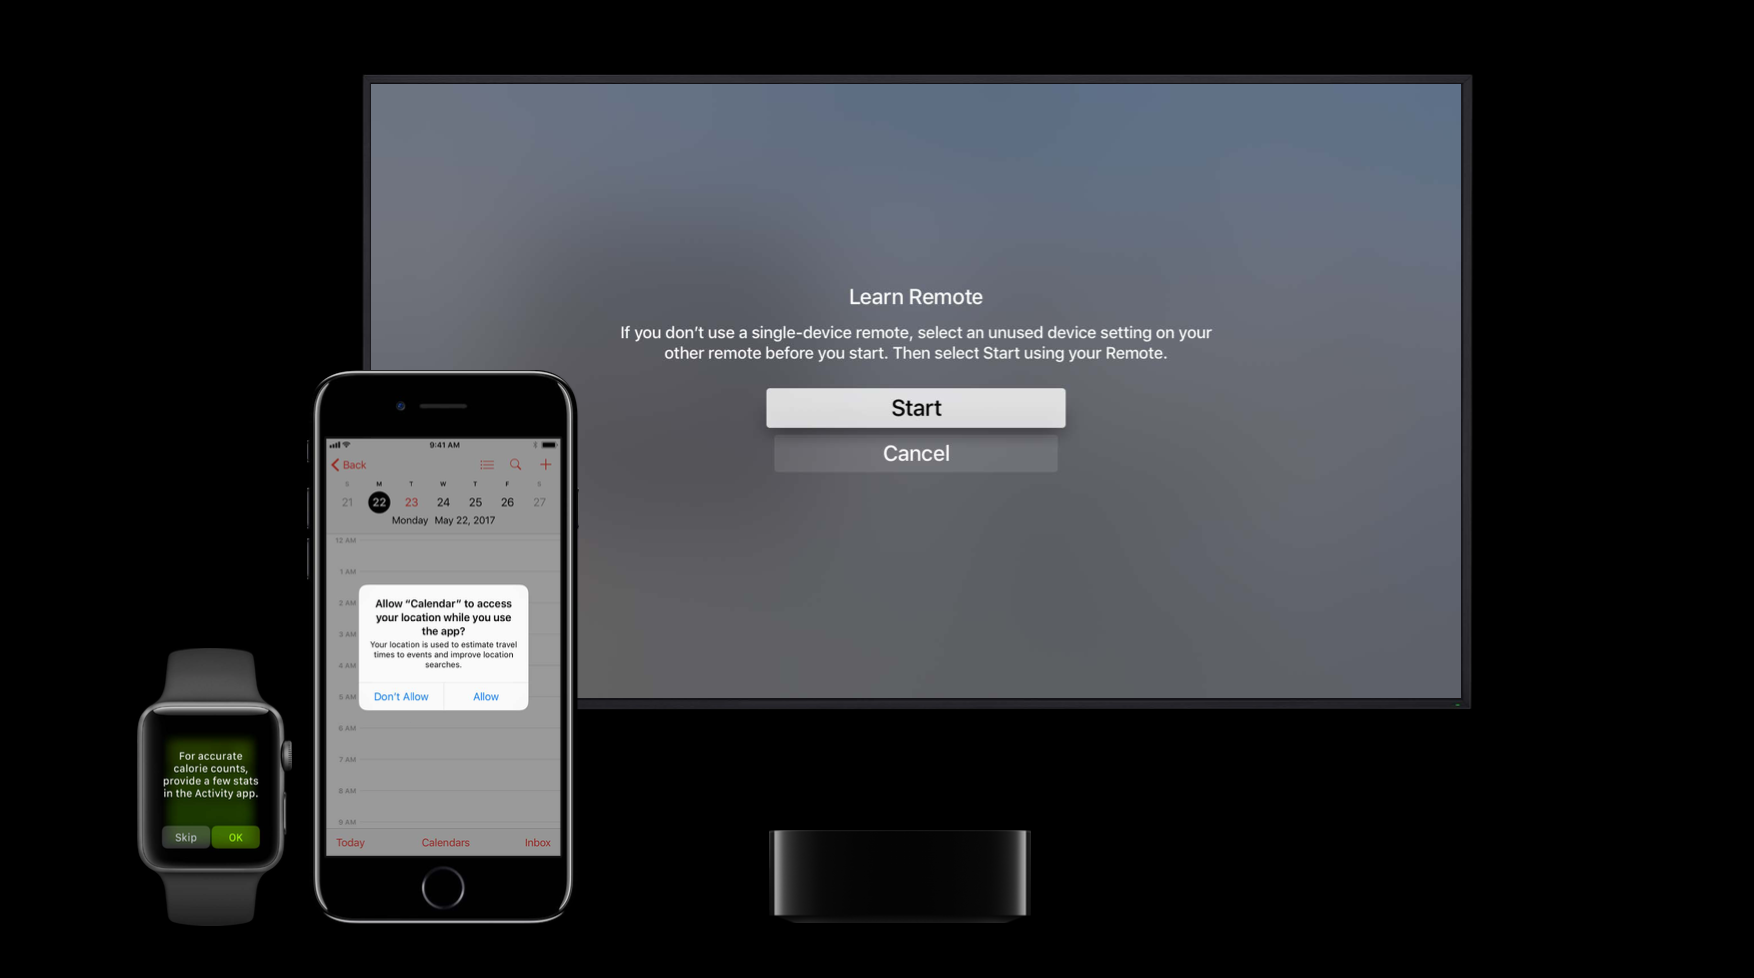 Learn Remote
If you don't use a single-device remote, select an unused device setting on your
other remote before you start. Then select Start using your Remote.
Start
Cancel
9:41 AM
Back
S M T W T F S
21 22 23 24 25 26 27
Monday May 22, 2017
12 AM
1 AM
2 AM
3 AM
4 AM
5 AM
6 AM
7 AM
8 AM
9 AM
Allow “Calendar” to access
your location while you use
the app?
Your location is used to estimate travel
times to events and improve location
searches.
Don't Allow
Allow
Today
Calendars
Inbox
For accurate
calorie counts,
provide a few stats
in the Activity app.
Skip
OK